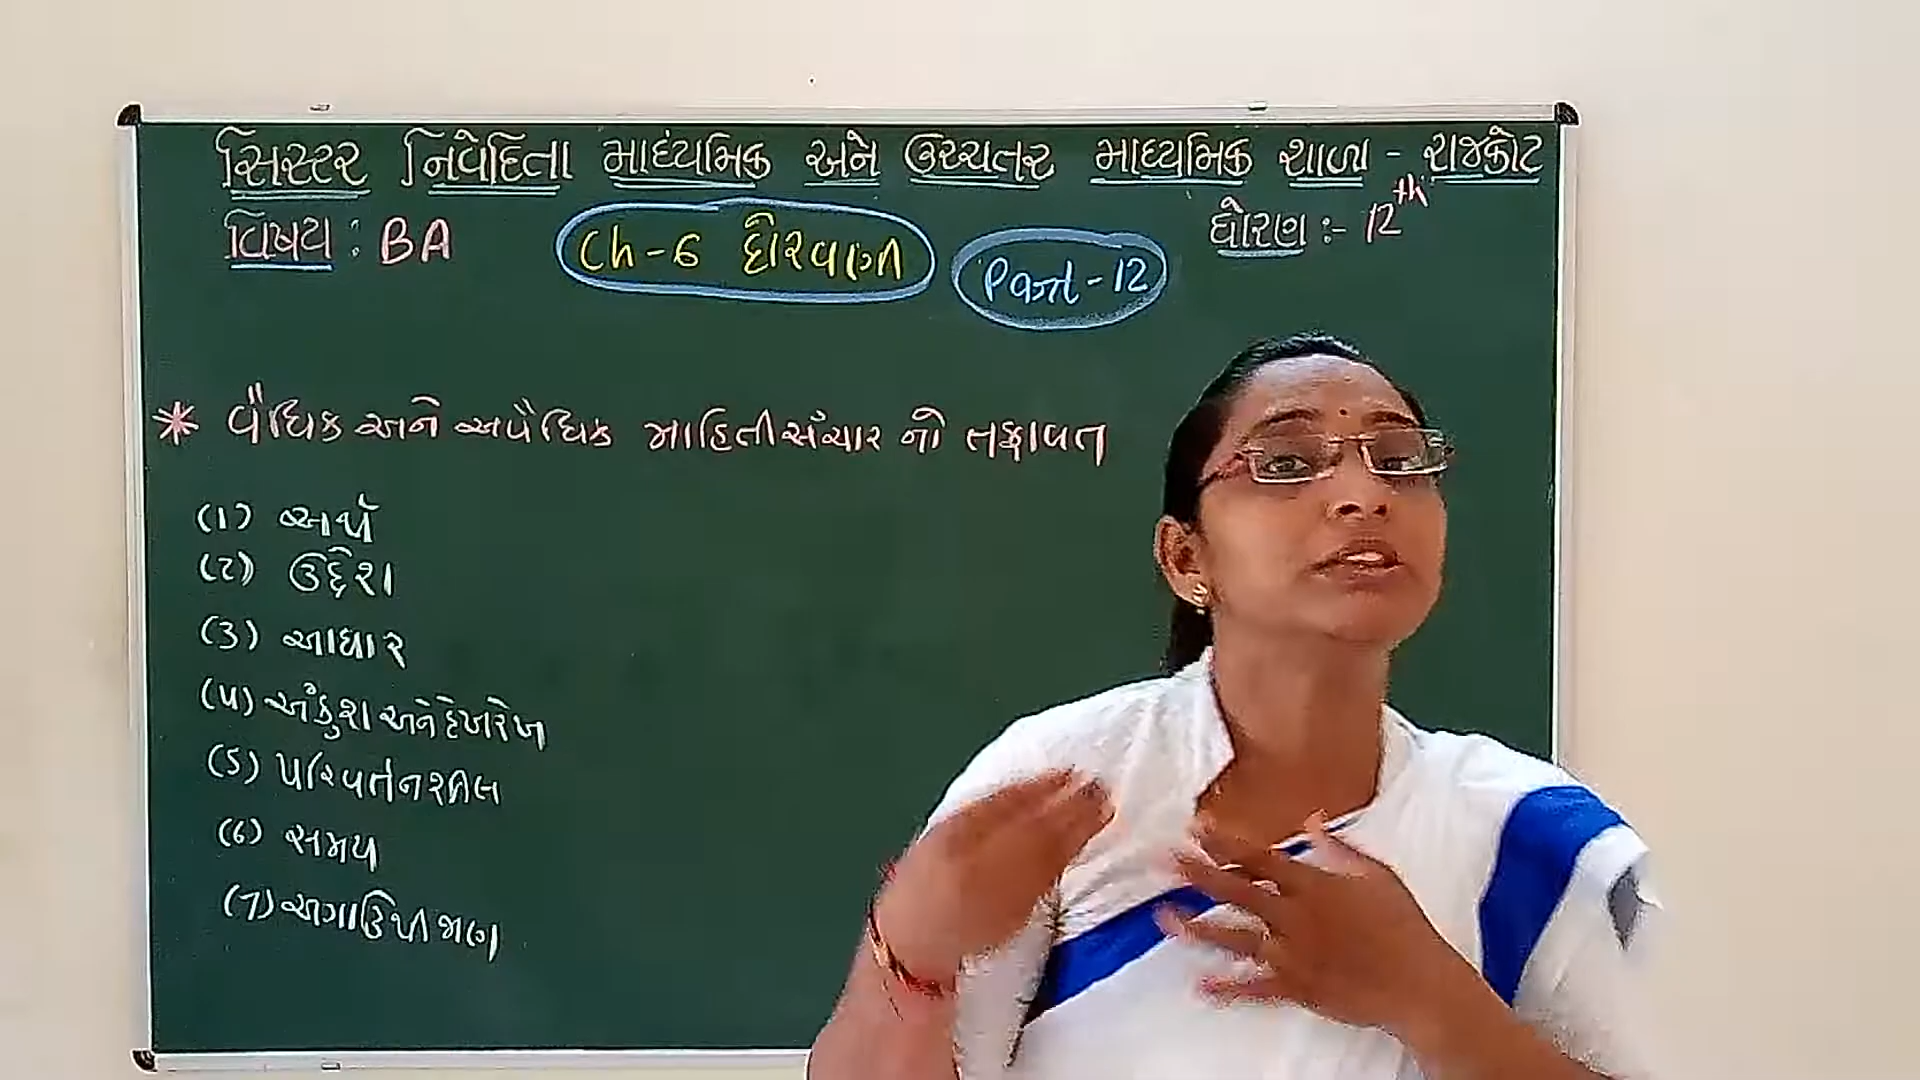 સિસ્ટર નિવેદિતા માધ્યમિક અને ઉચ્ચતર માધ્યમિક શાળા - રાજકોટ
વિષય : BA Ch-6 દોરવણી Part-12 ધોરણ :- 12th
* વૈધિક અને અવૈધિક માહિતીસંચાર નો તફાવત
(1) અર્થ
(2) ઉદ્દેશ
(3) આધાર
(4) અંકુશ અને દેખરેખ
(5) પરિવર્તનશીલ
(6) સમય
(7) અગાઉથી જાણ